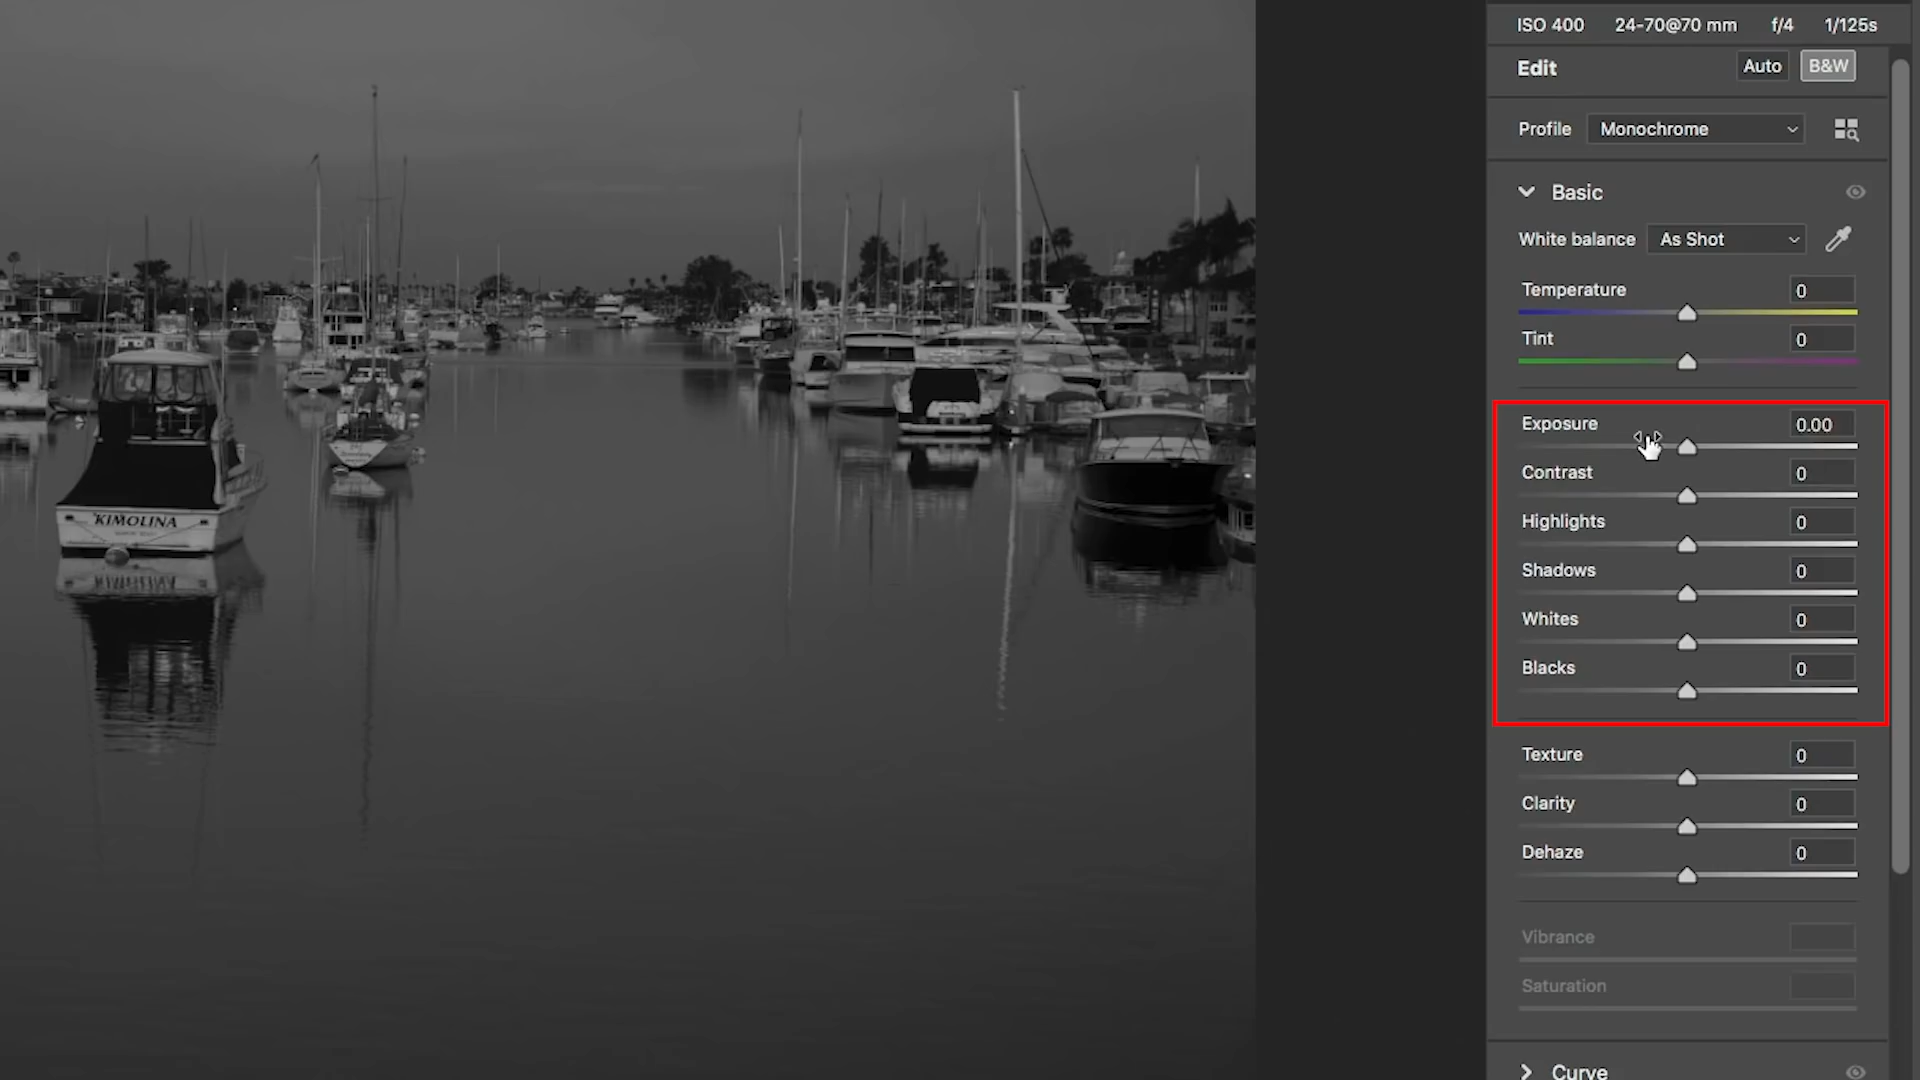 ISO 400 24-70@70 mm f/4 1/125s
Edit Auto B&W
Profile Monochrome
Basic
White balance As Shot
Temperature 0
Tint 0
Exposure 0.00
Contrast 0
Highlights 0
Shadows 0
Whites 0
Blacks 0
Texture 0
Clarity 0
Dehaze 0
Vibrance
Saturation
Curve
KIMOLINA